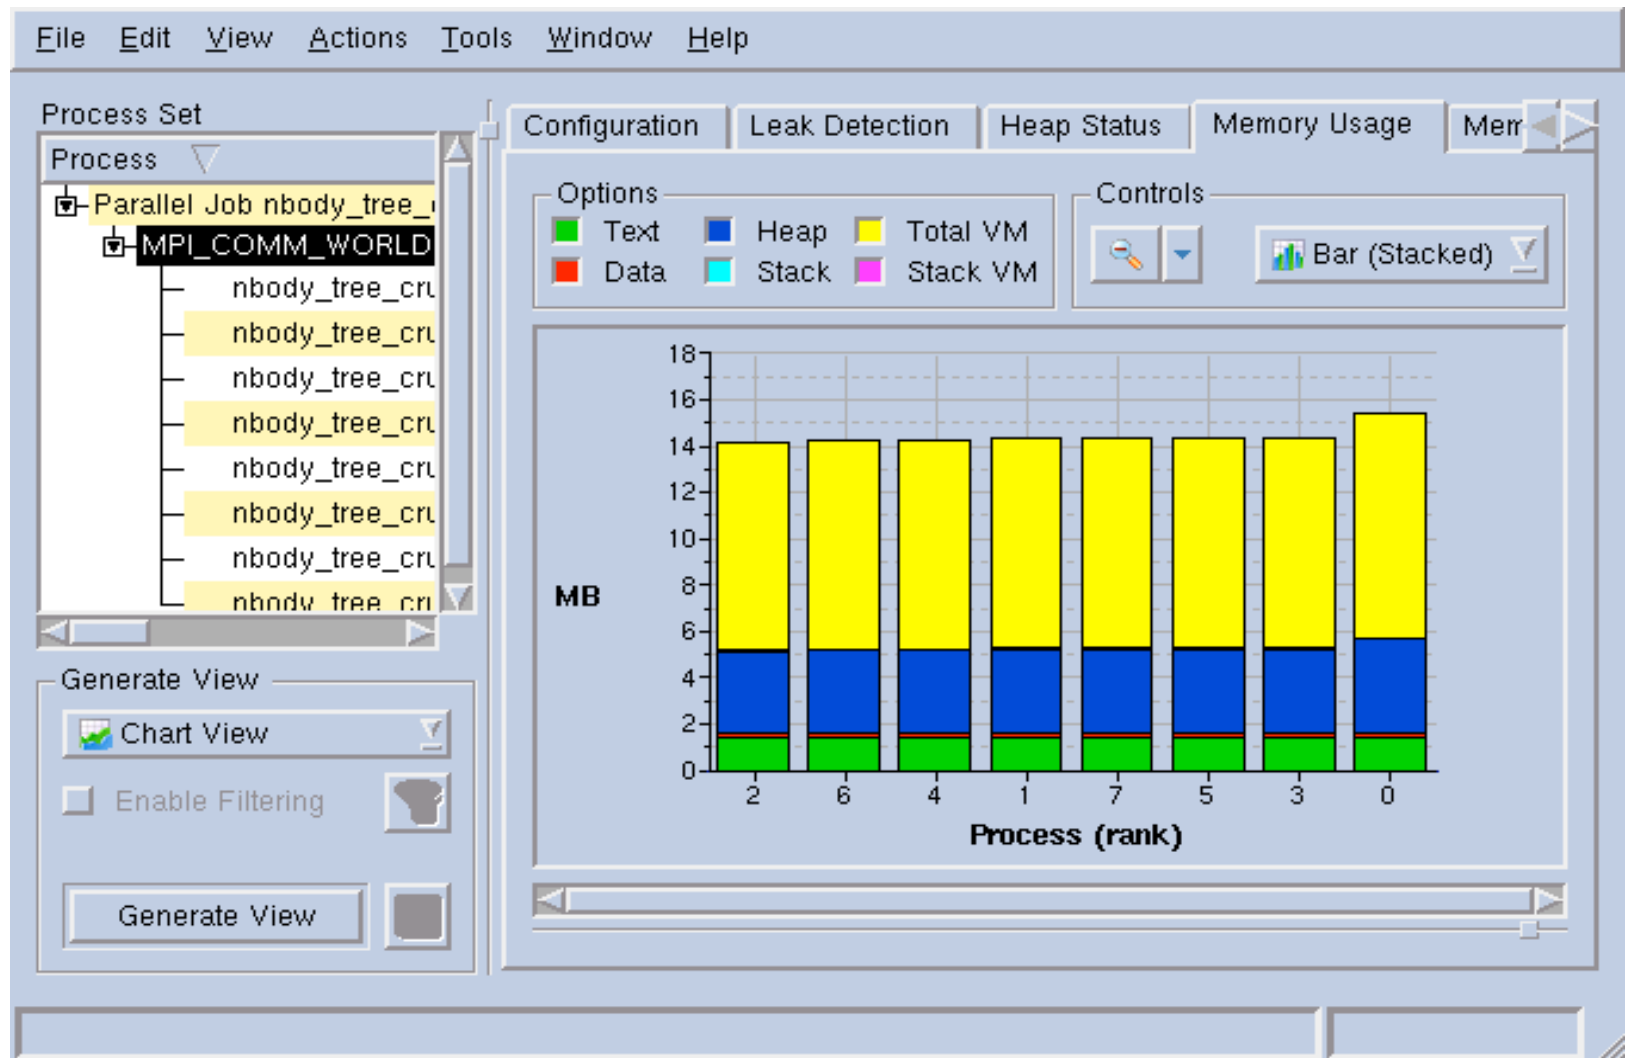 File Edit View Actions Tools Window Help
Process Set
Process
Parallel Job nbody_tree_
MPI_COMM_WORLD
nbody_tree_cru
nbody_tree_cru
nbody_tree_cru
nbody_tree_cru
nbody_tree_cru
nbody_tree_cru
nbody_tree_cru
nbody_tree_cru
Generate View
Chart View
Enable Filtering
Generate View
Configuration Leak Detection Heap Status Memory Usage Mem
Options
Text Heap Total VM
Data Stack Stack VM
Controls
Bar (Stacked)
18
16
14
12
10
8
6
4
2
0
MB
2 6 4 1 7 5 3 0
Process (rank)